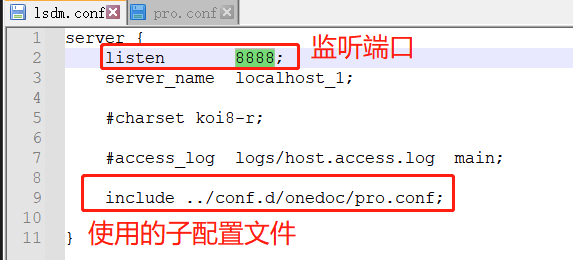 lsdm.conf pro.conf
1 server {
2 listen 8888; 监听端口
3 server_name localhost_1;
4
5 #charset koi8-r;
6
7 #access_log logs/host.access.log main;
8
9 include ../conf.d/onedoc/pro.conf;
10
使用的子配置文件
11 }